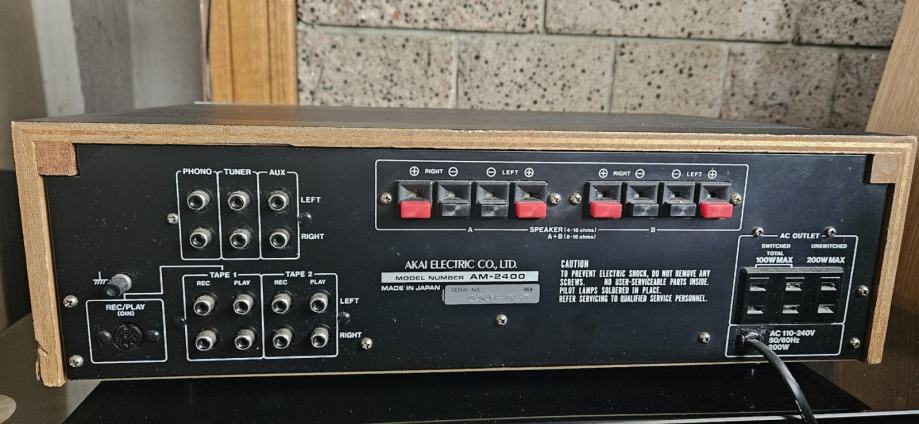 PHONO TUNER AUX
LEFT
RIGHT
⊕ RIGHT ⊖ ⊖ LEFT ⊕
⊕ RIGHT ⊖ ⊖ LEFT ⊕
A SPEAKER (4-16 ohms) B
A+B (8-16 ohms)
AC OUTLET
SWITCHED UNSWITCHED
TOTAL
100W MAX 200W MAX
AKAI ELECTRIC CO., LTD.
MODEL NUMBER AM-2400
MADE IN JAPAN
SERIAL NO.
CAUTION
TO PREVENT ELECTRIC SHOCK, DO NOT REMOVE ANY
SCREWS. NO USER-SERVICEABLE PARTS INSIDE.
PILOT LAMPS SOLDERED IN PLACE.
REFER SERVICING TO QUALIFIED SERVICE PERSONNEL.
REC/PLAY
(DIN)
TAPE 1 TAPE 2
REC PLAY REC PLAY
LEFT
RIGHT
AC 110-240V
50/60Hz